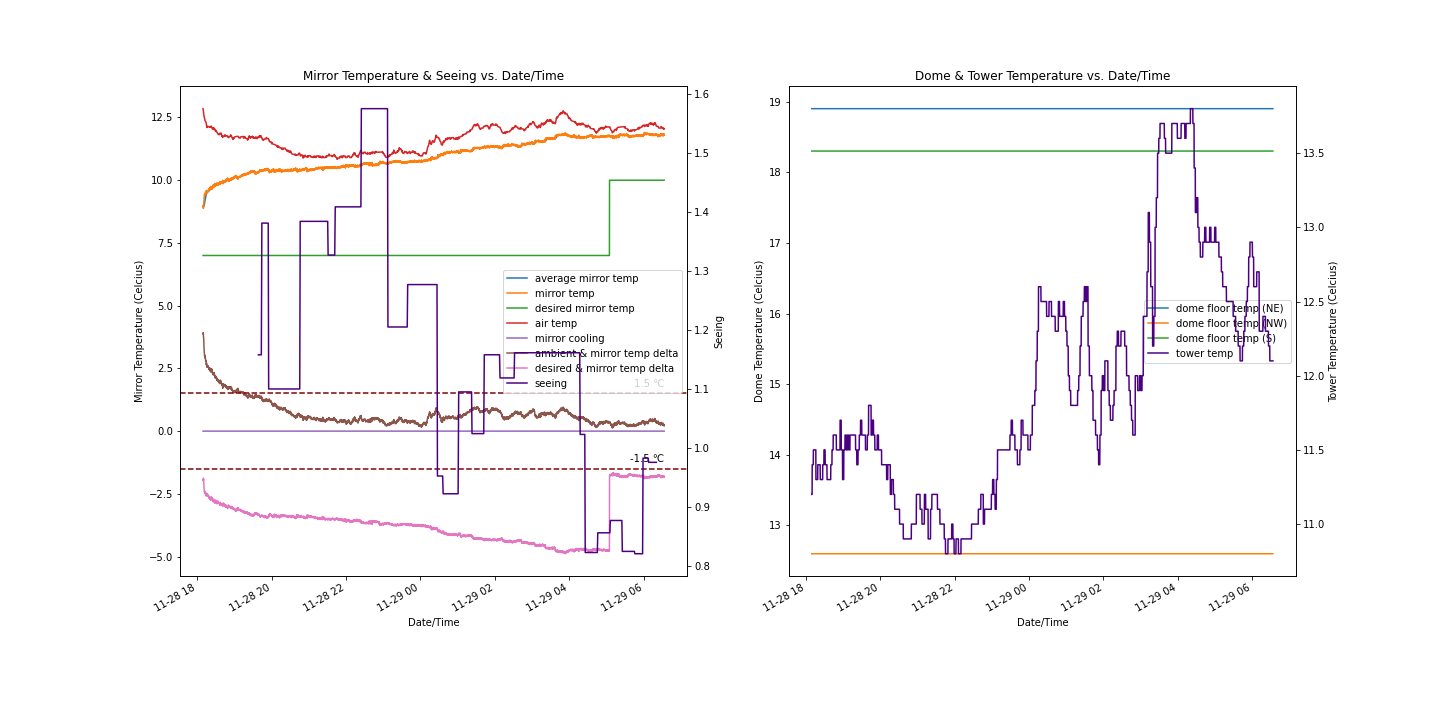 Mirror Temperature & Seeing vs. Date/Time
Mirror Temperature (Celcius)
12.5
10.0
7.5
5.0
2.5
0.0
−2.5
−5.0
1.6
1.5
1.4
1.3
1.2
1.1
1.0
0.9
0.8
Seeing
average mirror temp
mirror temp
desired mirror temp
air temp
mirror cooling
ambient & mirror temp delta
desired & mirror temp delta
seeing
1.5 °C
-1.5 °C
11-28 18
11-28 20
11-28 22
11-29 00
11-29 02
11-29 04
11-29 06
Date/Time
Dome & Tower Temperature vs. Date/Time
Dome Temperature (Celcius)
19
18
17
16
15
14
13
13.5
13.0
12.5
12.0
11.5
11.0
Tower Temperature (Celcius)
dome floor temp (NE)
dome floor temp (NW)
dome floor temp (S)
tower temp
11-28 18
11-28 20
11-28 22
11-29 00
11-29 02
11-29 04
11-29 06
Date/Time